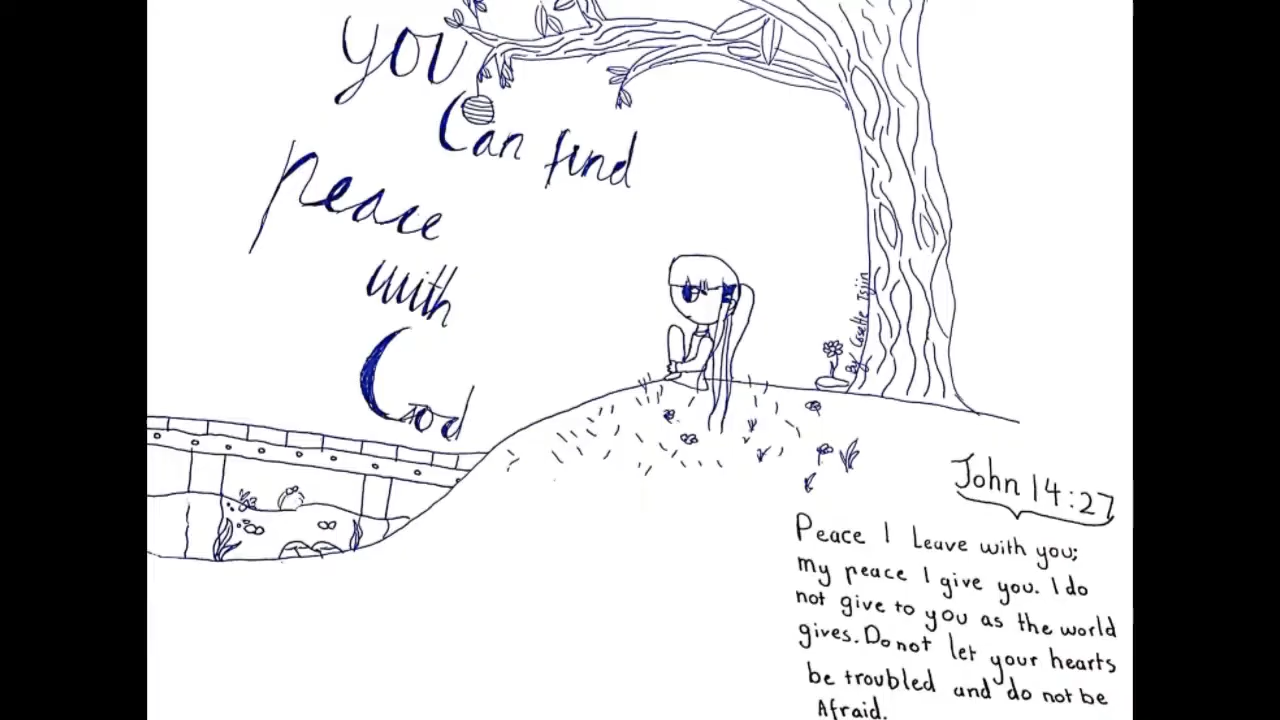 you
Can find
peace
with
God
By Cosette Isjin
John 14:27
Peace I Leave with you;
my peace I give you. I do
not give to you as the world
gives. Do not let your hearts
be troubled and do not be
Afraid.